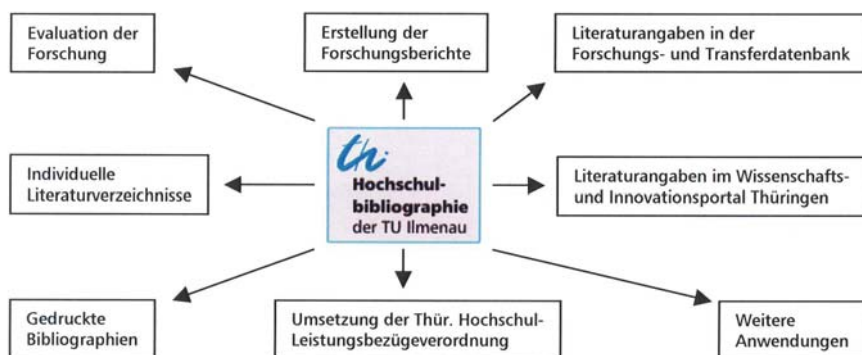 Evaluation der
Forschung
Erstellung der
Forschungsberichte
Literaturangaben in der
Forschungs- und Transferdatenbank
Individuelle
Literaturverzeichnisse
th
Hochschul-
bibliographie
der TU Ilmenau
Literaturangaben im Wissenschafts-
und Innovationsportal Thüringen
Gedruckte
Bibliographien
Umsetzung der Thür. Hochschul-
Leistungsbezügeverordnung
Weitere
Anwendungen